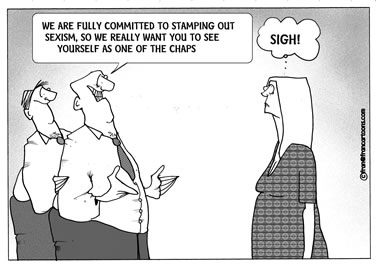 WE ARE FULLY COMMITTED TO STAMPING OUT
SEXISM, SO WE REALLY WANT YOU TO SEE
YOURSELF AS ONE OF THE CHAPS
SIGH!
©franklfrancartoons.com